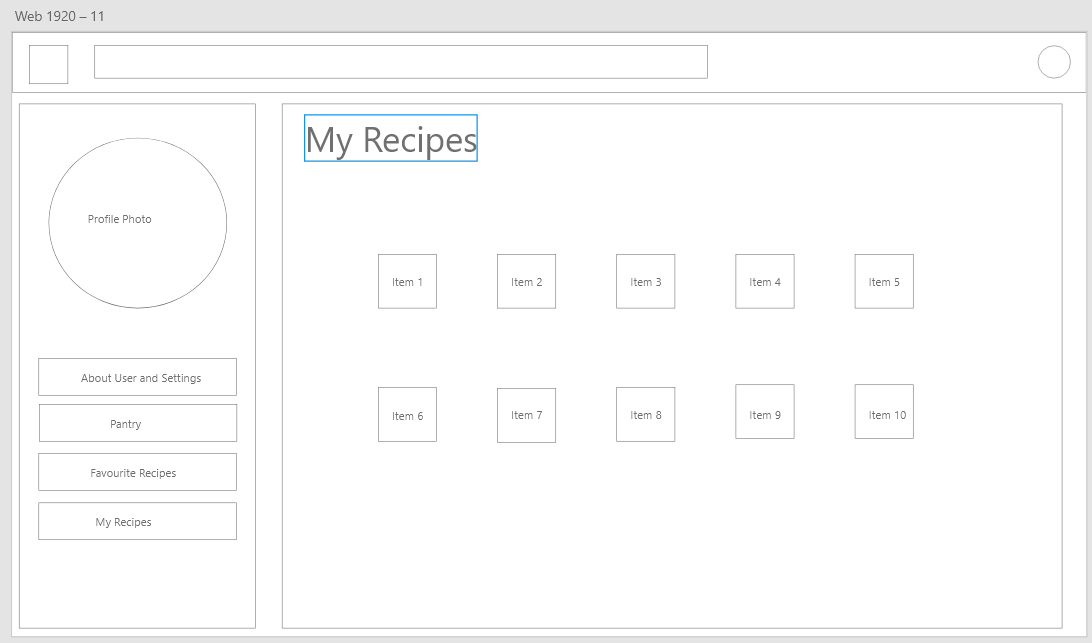 Web 1920 – 11
My Recipes
Profile Photo
About User and Settings
Pantry
Favourite Recipes
My Recipes
Item 1
Item 2
Item 3
Item 4
Item 5
Item 6
Item 7
Item 8
Item 9
Item 10